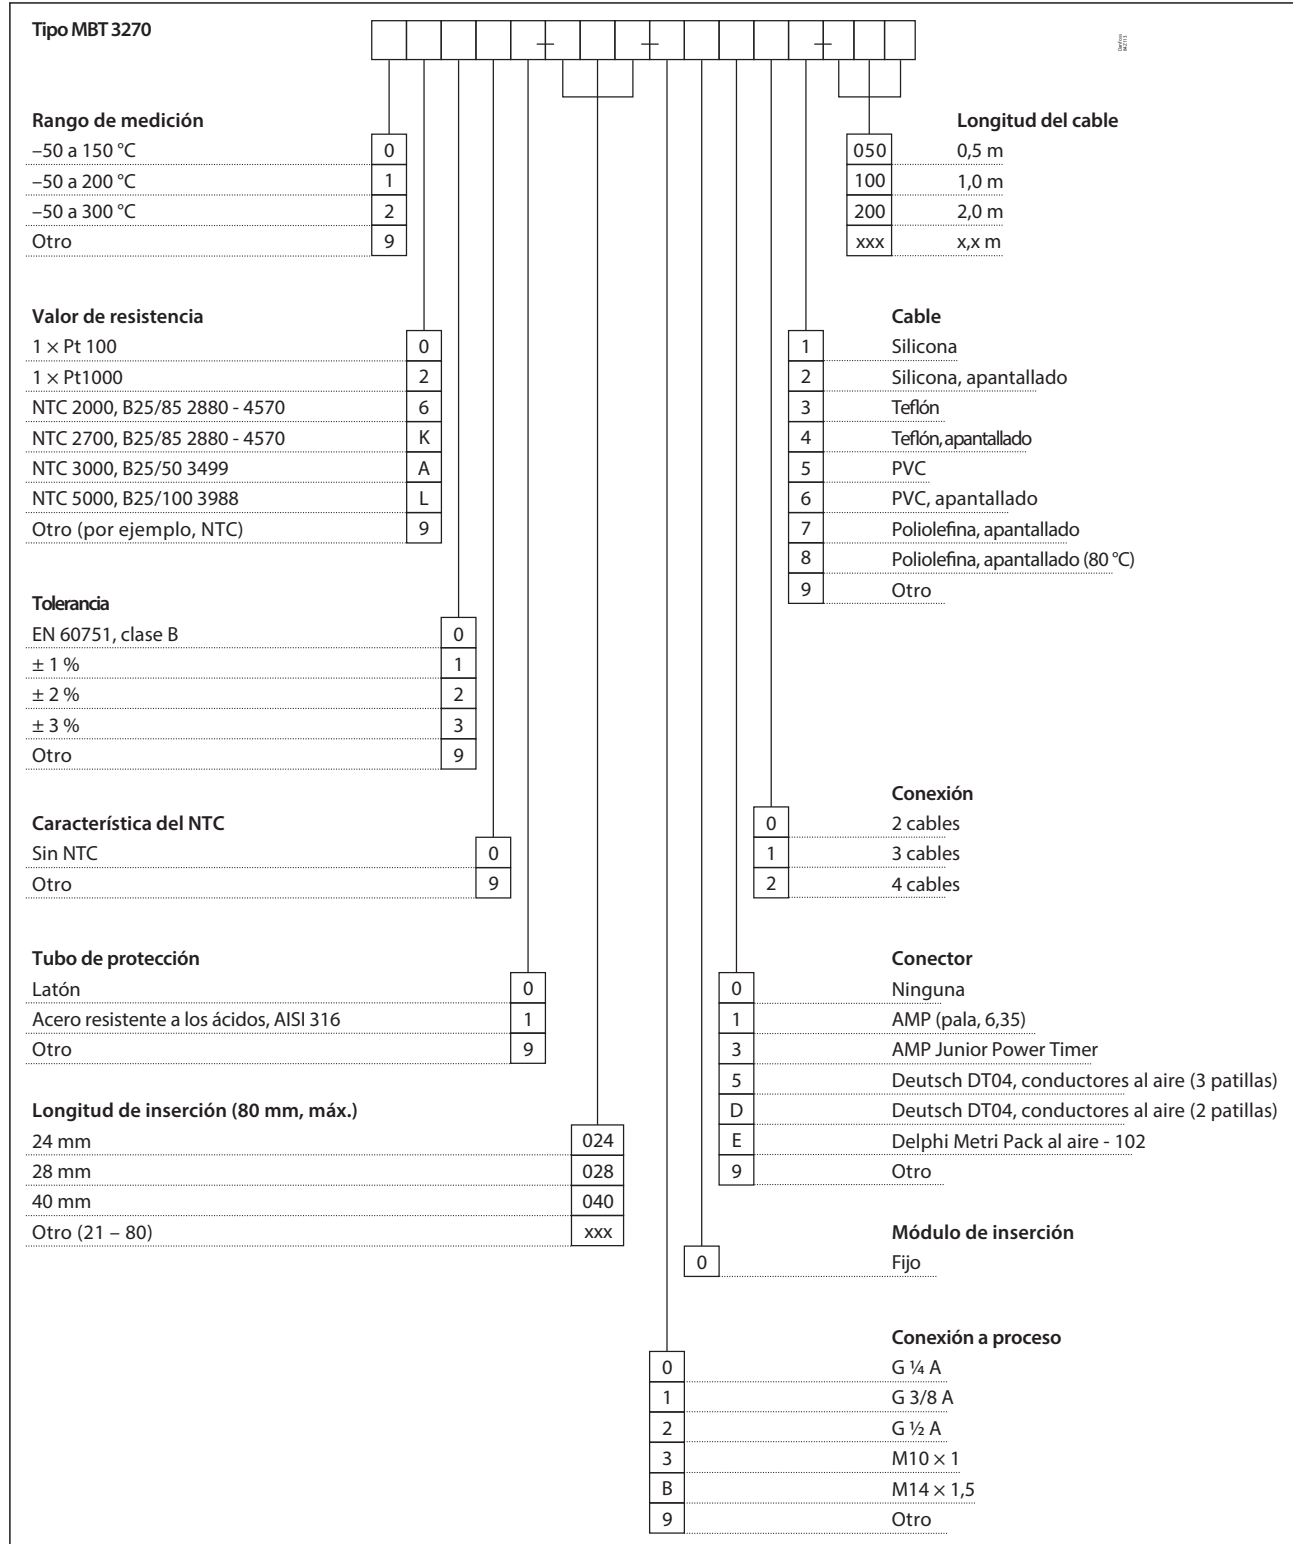 Tipo MBT 3270
Rango de medición
–50 a 150 °C 0
–50 a 200 °C 1
–50 a 300 °C 2
Otro 9
Valor de resistencia
1 × Pt 100 0
1 × Pt1000 2
NTC 2000, B25/85 2880 - 4570 6
NTC 2700, B25/85 2880 - 4570 K
NTC 3000, B25/50 3499 A
NTC 5000, B25/100 3988 L
Otro (por ejemplo, NTC) 9
Tolerancia
EN 60751, clase B 0
± 1 % 1
± 2 % 2
± 3 % 3
Otro 9
Característica del NTC
Sin NTC 0
Otro 9
Tubo de protección
Latón 0
Acero resistente a los ácidos, AISI 316 1
Otro 9
Longitud de inserción (80 mm, máx.)
24 mm 024
28 mm 028
40 mm 040
Otro (21 – 80) xxx
Longitud del cable
050 0,5 m
100 1,0 m
200 2,0 m
xxx x,x m
Cable
1 Silicona
2 Silicona, apantallado
3 Teflón
4 Teflón, apantallado
5 PVC
6 PVC, apantallado
7 Poliolefina, apantallado
8 Poliolefina, apantallado (80 °C)
9 Otro
Conexión
0 2 cables
1 3 cables
2 4 cables
Conector
0 Ninguna
1 AMP (pala, 6,35)
3 AMP Junior Power Timer
5 Deutsch DT04, conductores al aire (3 patillas)
D Deutsch DT04, conductores al aire (2 patillas)
E Delphi Metri Pack al aire - 102
9 Otro
Módulo de inserción
0 Fijo
Conexión a proceso
0 G ¼ A
1 G 3/8 A
2 G ½ A
3 M10 × 1
B M14 × 1,5
9 Otro